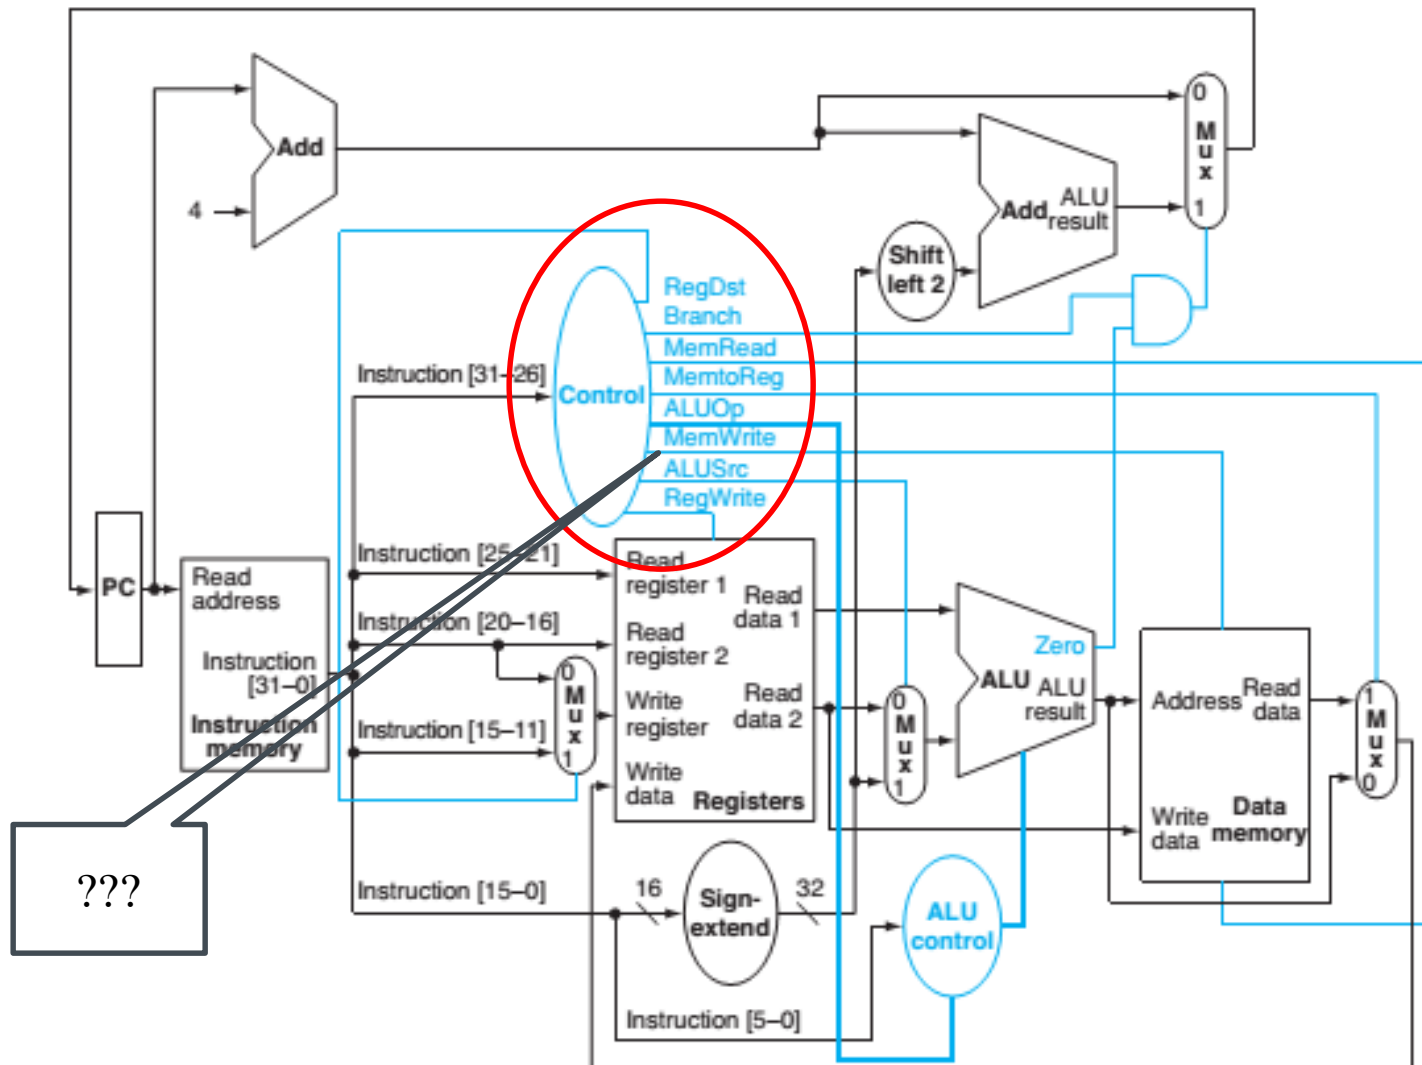 Add
4
0
M
u
x
1
Add
ALU
result
Shift
left 2
RegDst
Branch
MemRead
MemtoReg
ALUOp
MemWrite
ALUSrc
RegWrite
Control
Instruction [31–26]
Instruction [25–21]
Instruction [20–16]
Instruction [15–11]
Instruction [15–0]
PC
Read
address
Instruction
[31–0]
Instruction
memory
0
M
u
x
1
Read
register 1
Read
register 2
Write
register
Write
data
Read
data 1
Read
data 2
Registers
0
M
u
x
1
Zero
ALU
ALU
result
Address
Read
data
Write
data
Data
memory
1
M
u
x
0
???
16
Sign-
extend
32
ALU
control
Instruction [5–0]